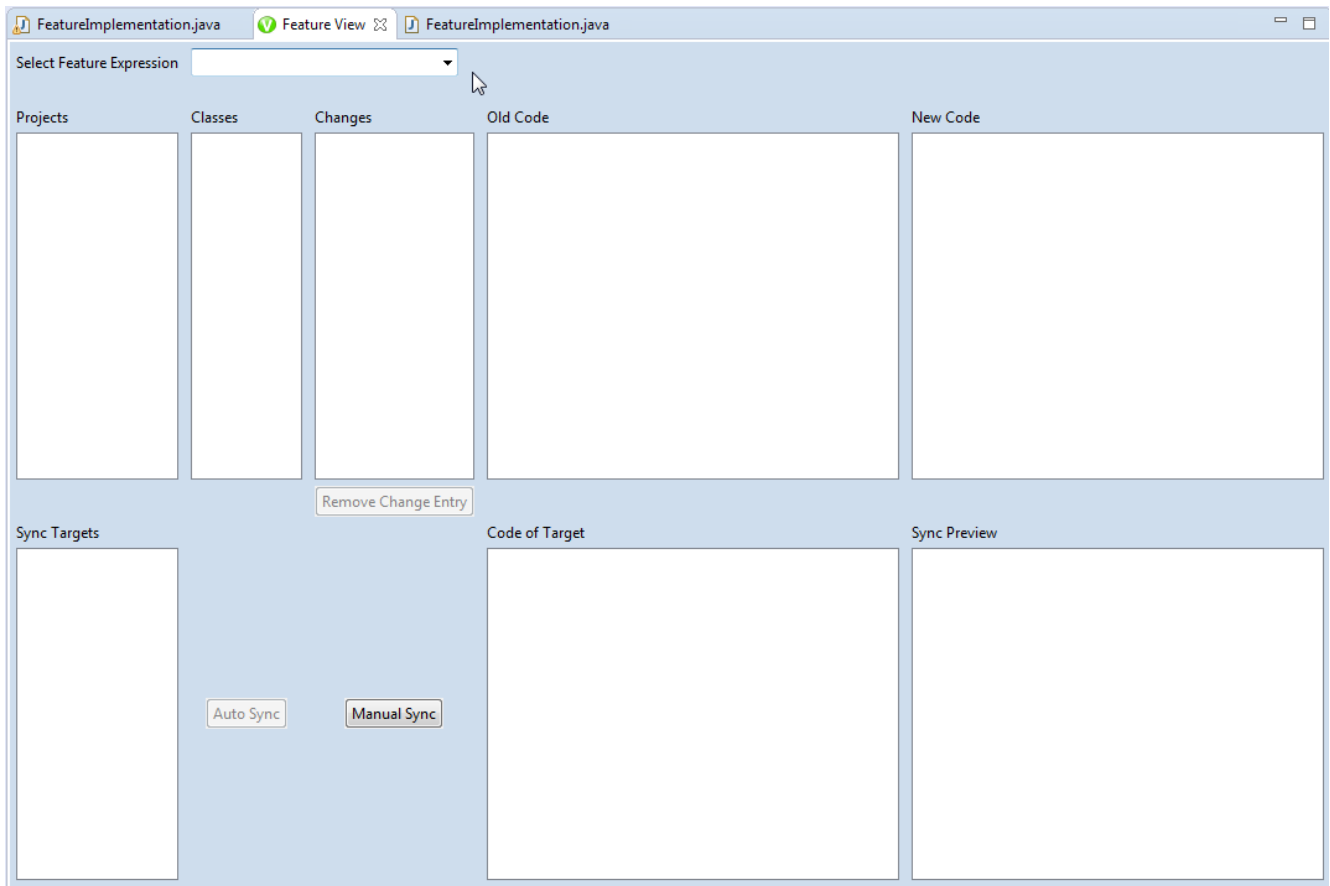 FeatureImplementation.java Feature View FeatureImplementation.java
Select Feature Expression
Projects Classes Changes Old Code New Code
Remove Change Entry
Sync Targets Code of Target Sync Preview
Auto Sync Manual Sync